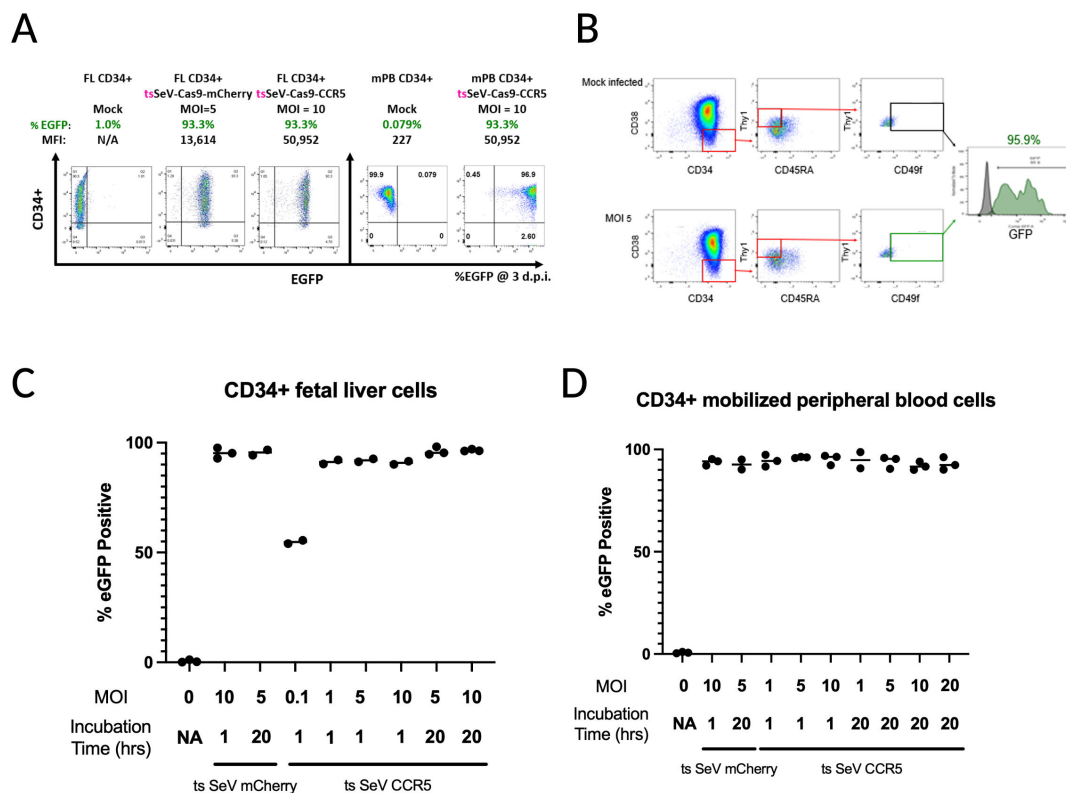 A
FL CD34+ FL CD34+ FL CD34+ mPB CD34+ mPB CD34+
tsSeV-Cas9-mCherry tsSeV-Cas9-CCR5 tsSeV-Cas9-CCR5
Mock MOI=5 MOI = 10 Mock MOI = 10
% EGFP: 1.0% 93.3% 93.3% 0.079% 93.3%
MFI: N/A 13,614 50,952 227 50,952
CD34+
99.9 0.079 0.45 96.9
0 0 0 2.60
EGFP %EGFP @ 3 d.p.i.
B
Mock infected
CD38 Thy1 Thy1
CD34 CD45RA CD49f
95.9%
GFP
MOI 5
CD38 Thy1 Thy1
CD34 CD45RA CD49f
C
CD34+ fetal liver cells
% eGFP Positive
100
50
0
MOI 0 10 5 0.1 1 5 10 5 10
Incubation
Time (hrs) NA 1 20 1 1 1 1 20 20
ts SeV mCherry ts SeV CCR5
D
CD34+ mobilized peripheral blood cells
% eGFP Positive
100
50
0
MOI 0 10 5 1 5 10 1 5 10 20
Incubation
Time (hrs) NA 1 20 1 1 1 20 20 20 20
ts SeV mCherry ts SeV CCR5